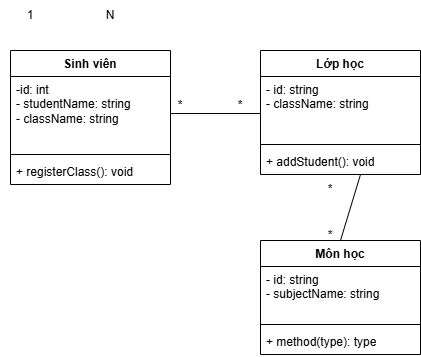 1 N
Sinh viên
-id: int
- studentName: string
- className: string
+ registerClass(): void
* *
Lớp học
- id: string
- className: string
+ addStudent(): void
*
*
Môn học
- id: string
- subjectName: string
+ method(type): type